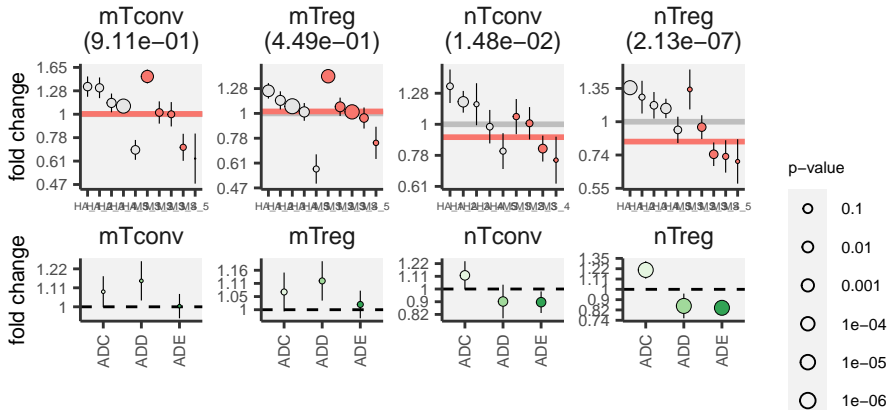 mTconv
(9.11e−01)
mTreg
(4.49e−01)
nTconv
(1.48e−02)
nTreg
(2.13e−07)
fold change
1.65
1.28
1
0.78
0.61
0.47
1.28
1
0.78
0.61
0.47
1.28
1
0.78
0.61
1.35
1
0.74
0.55
mTconv
mTreg
nTconv
nTreg
fold change
1.22
1.11
1
1.16
1.11
1.05
1
1.22
1.11
1
0.9
0.82
1.35
1.22
1.11
1
0.9
0.82
0.74
ADC
ADD
ADE
ADC
ADD
ADE
ADC
ADD
ADE
ADC
ADD
ADE
p−value
0.1
0.01
0.001
1e−04
1e−05
1e−06